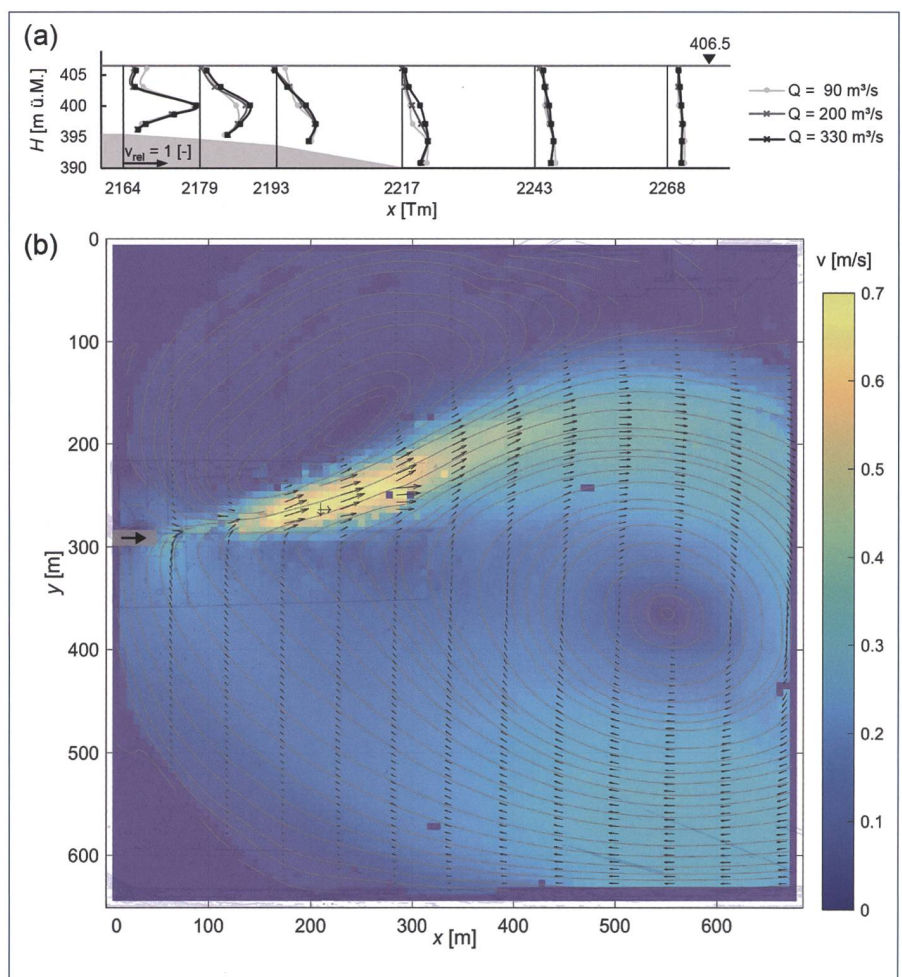 (a)
406.5
H [m ü.M.]
405
400
395
390
v_rel = 1 [-]
2164 2179 2193 2217 2243 2268
x [Tm]
Q = 90 m³/s
Q = 200 m³/s
Q = 330 m³/s
(b)
v [m/s]
0
100
200
300
400
500
600
y [m]
0 100 200 300 400 500 600
x [m]
0.7
0.6
0.5
0.4
0.3
0.2
0.1
0